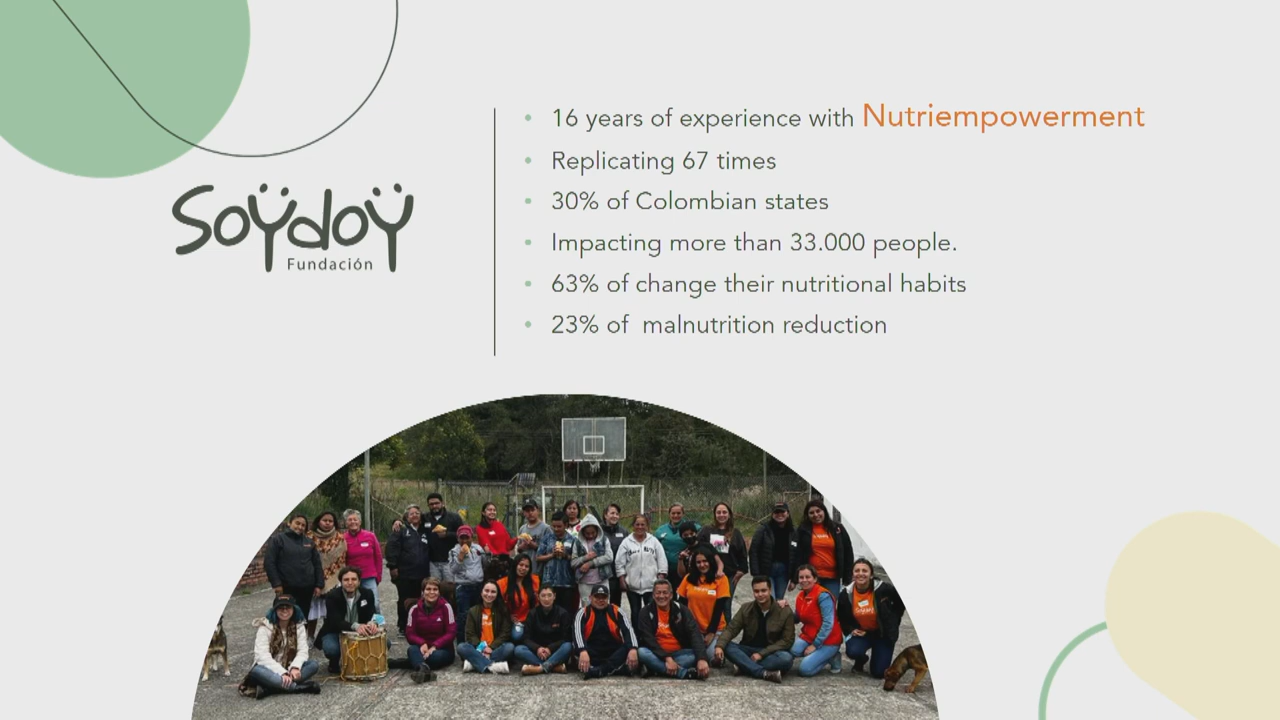 SoŸdoŸ
Fundación
16 years of experience with Nutriempowerment
Replicating 67 times
30% of Colombian states
Impacting more than 33.000 people.
63% of change their nutritional habits
23% of  malnutrition reduction